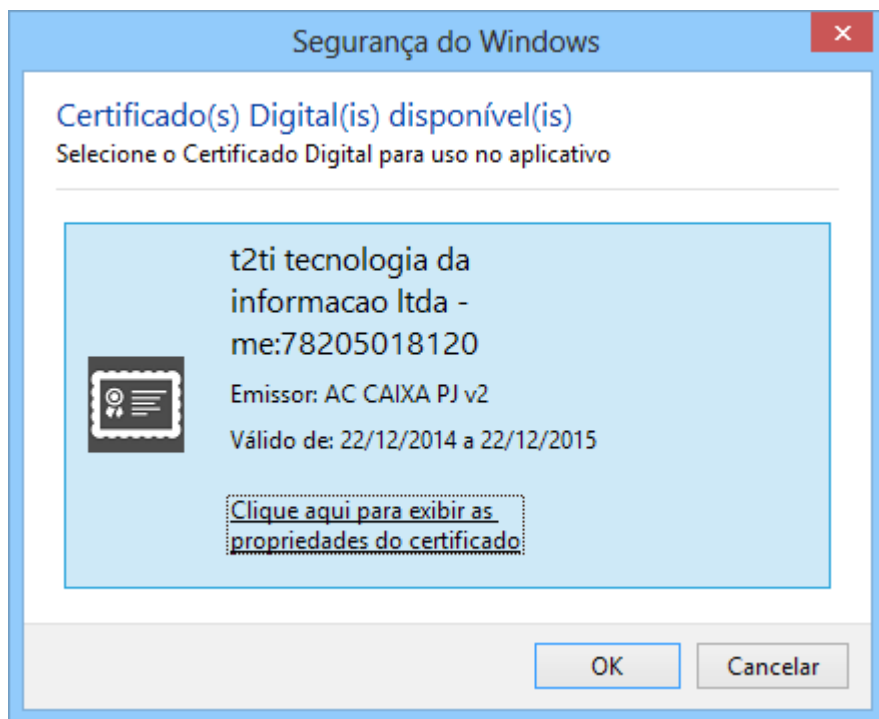 Segurança do Windows
Certificado(s) Digital(is) disponível(is)
Selecione o Certificado Digital para uso no aplicativo
t2ti tecnologia da
informacao ltda -
me:78205018120
Emissor: AC CAIXA PJ v2
Válido de: 22/12/2014 a 22/12/2015
Clique aqui para exibir as
propriedades do certificado
OK
Cancelar